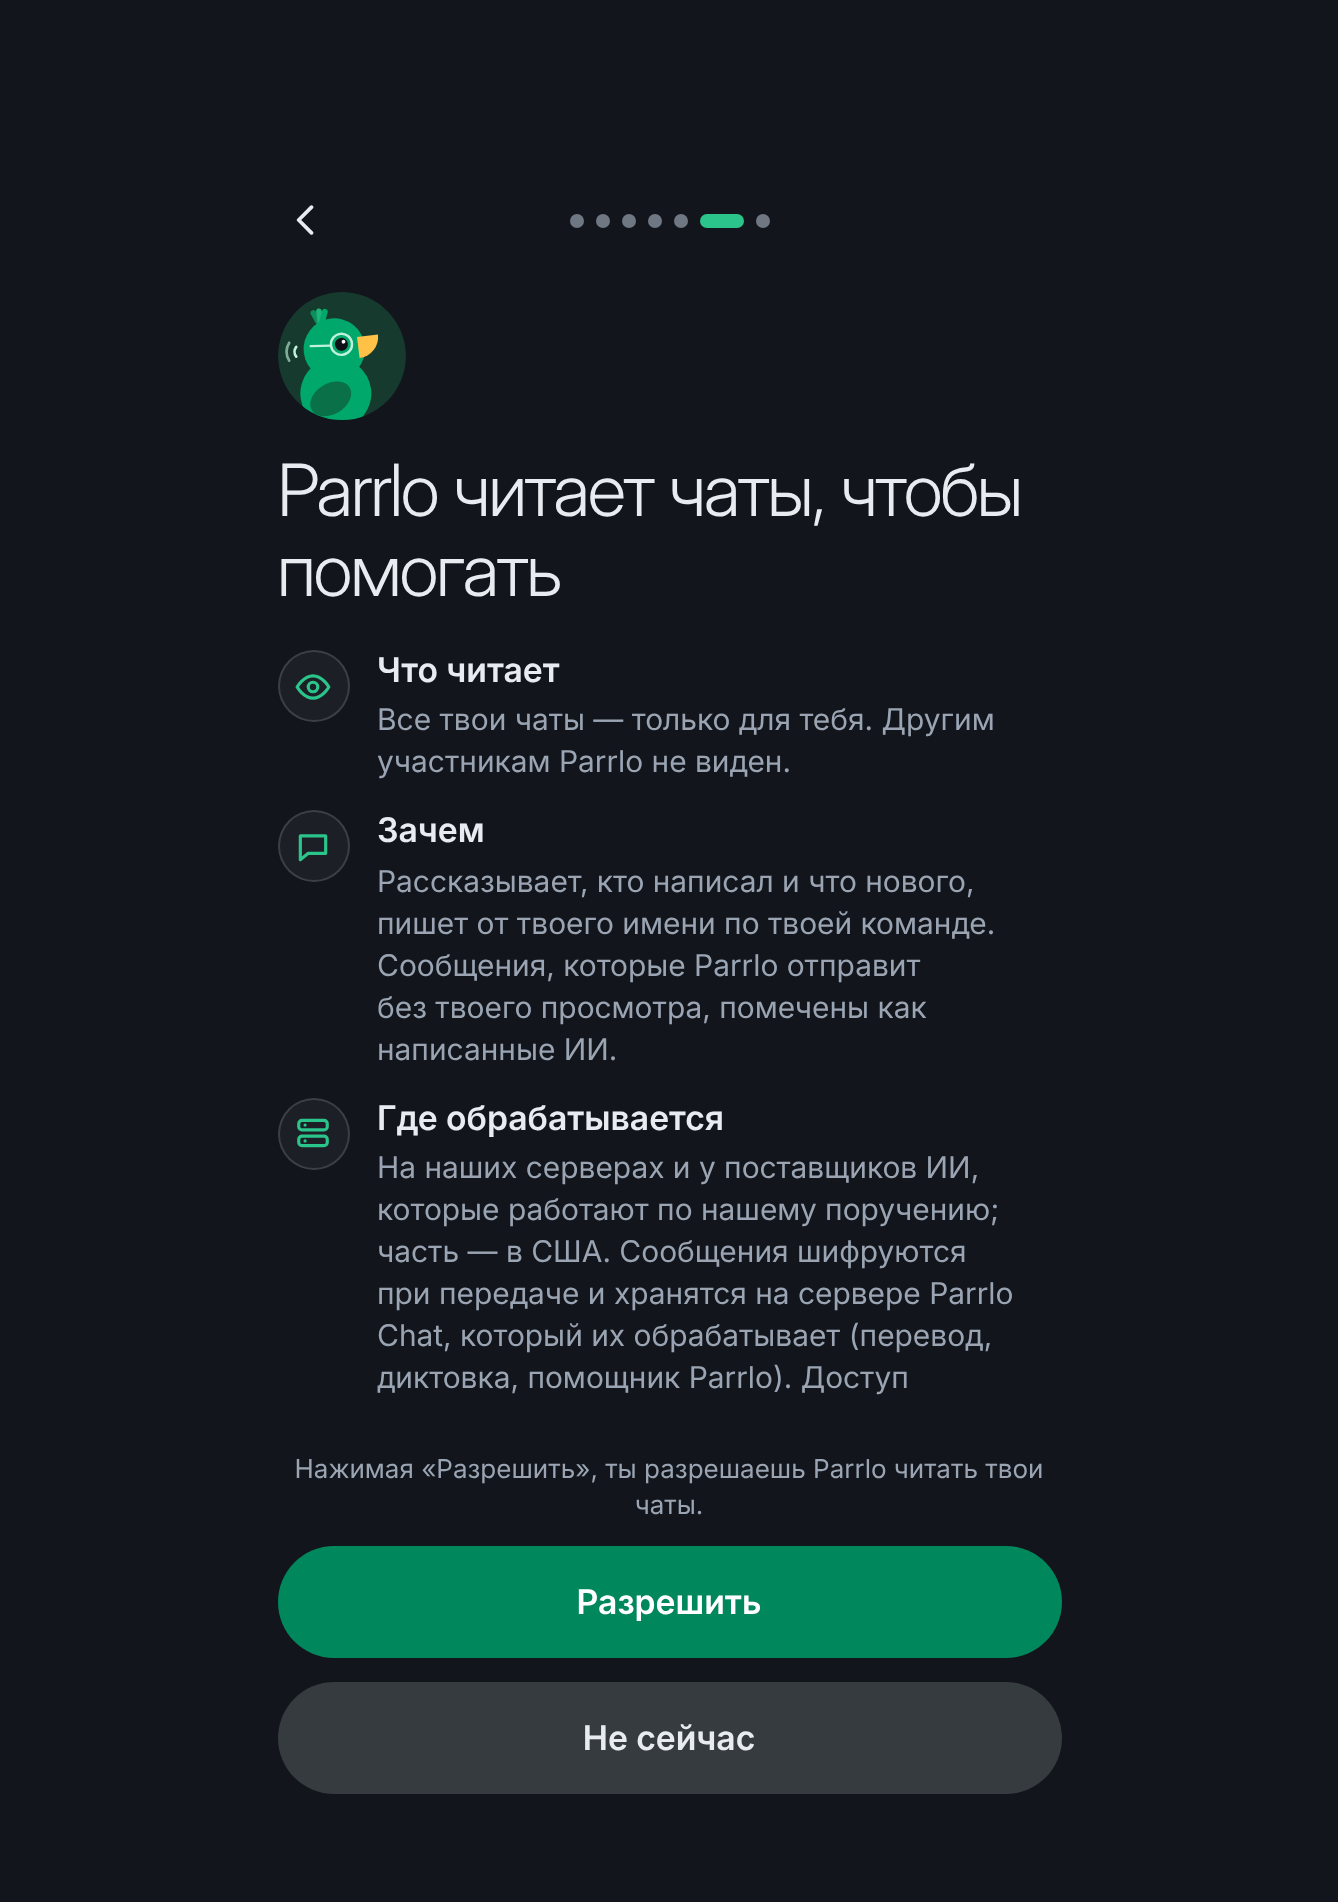 Parrlo читает чаты, чтобы
помогать
Что читает
Все твои чаты — только для тебя. Другим
участникам Parrlo не виден.
Зачем
Рассказывает, кто написал и что нового,
пишет от твоего имени по твоей команде.
Сообщения, которые Parrlo отправит
без твоего просмотра, помечены как
написанные ИИ.
Где обрабатывается
На наших серверах и у поставщиков ИИ,
которые работают по нашему поручению;
часть — в США. Сообщения шифруются
при передаче и хранятся на сервере Parrlo
Chat, который их обрабатывает (перевод,
диктовка, помощник Parrlo). Доступ
Нажимая «Разрешить», ты разрешаешь Parrlo читать твои
чаты.
Разрешить
Не сейчас